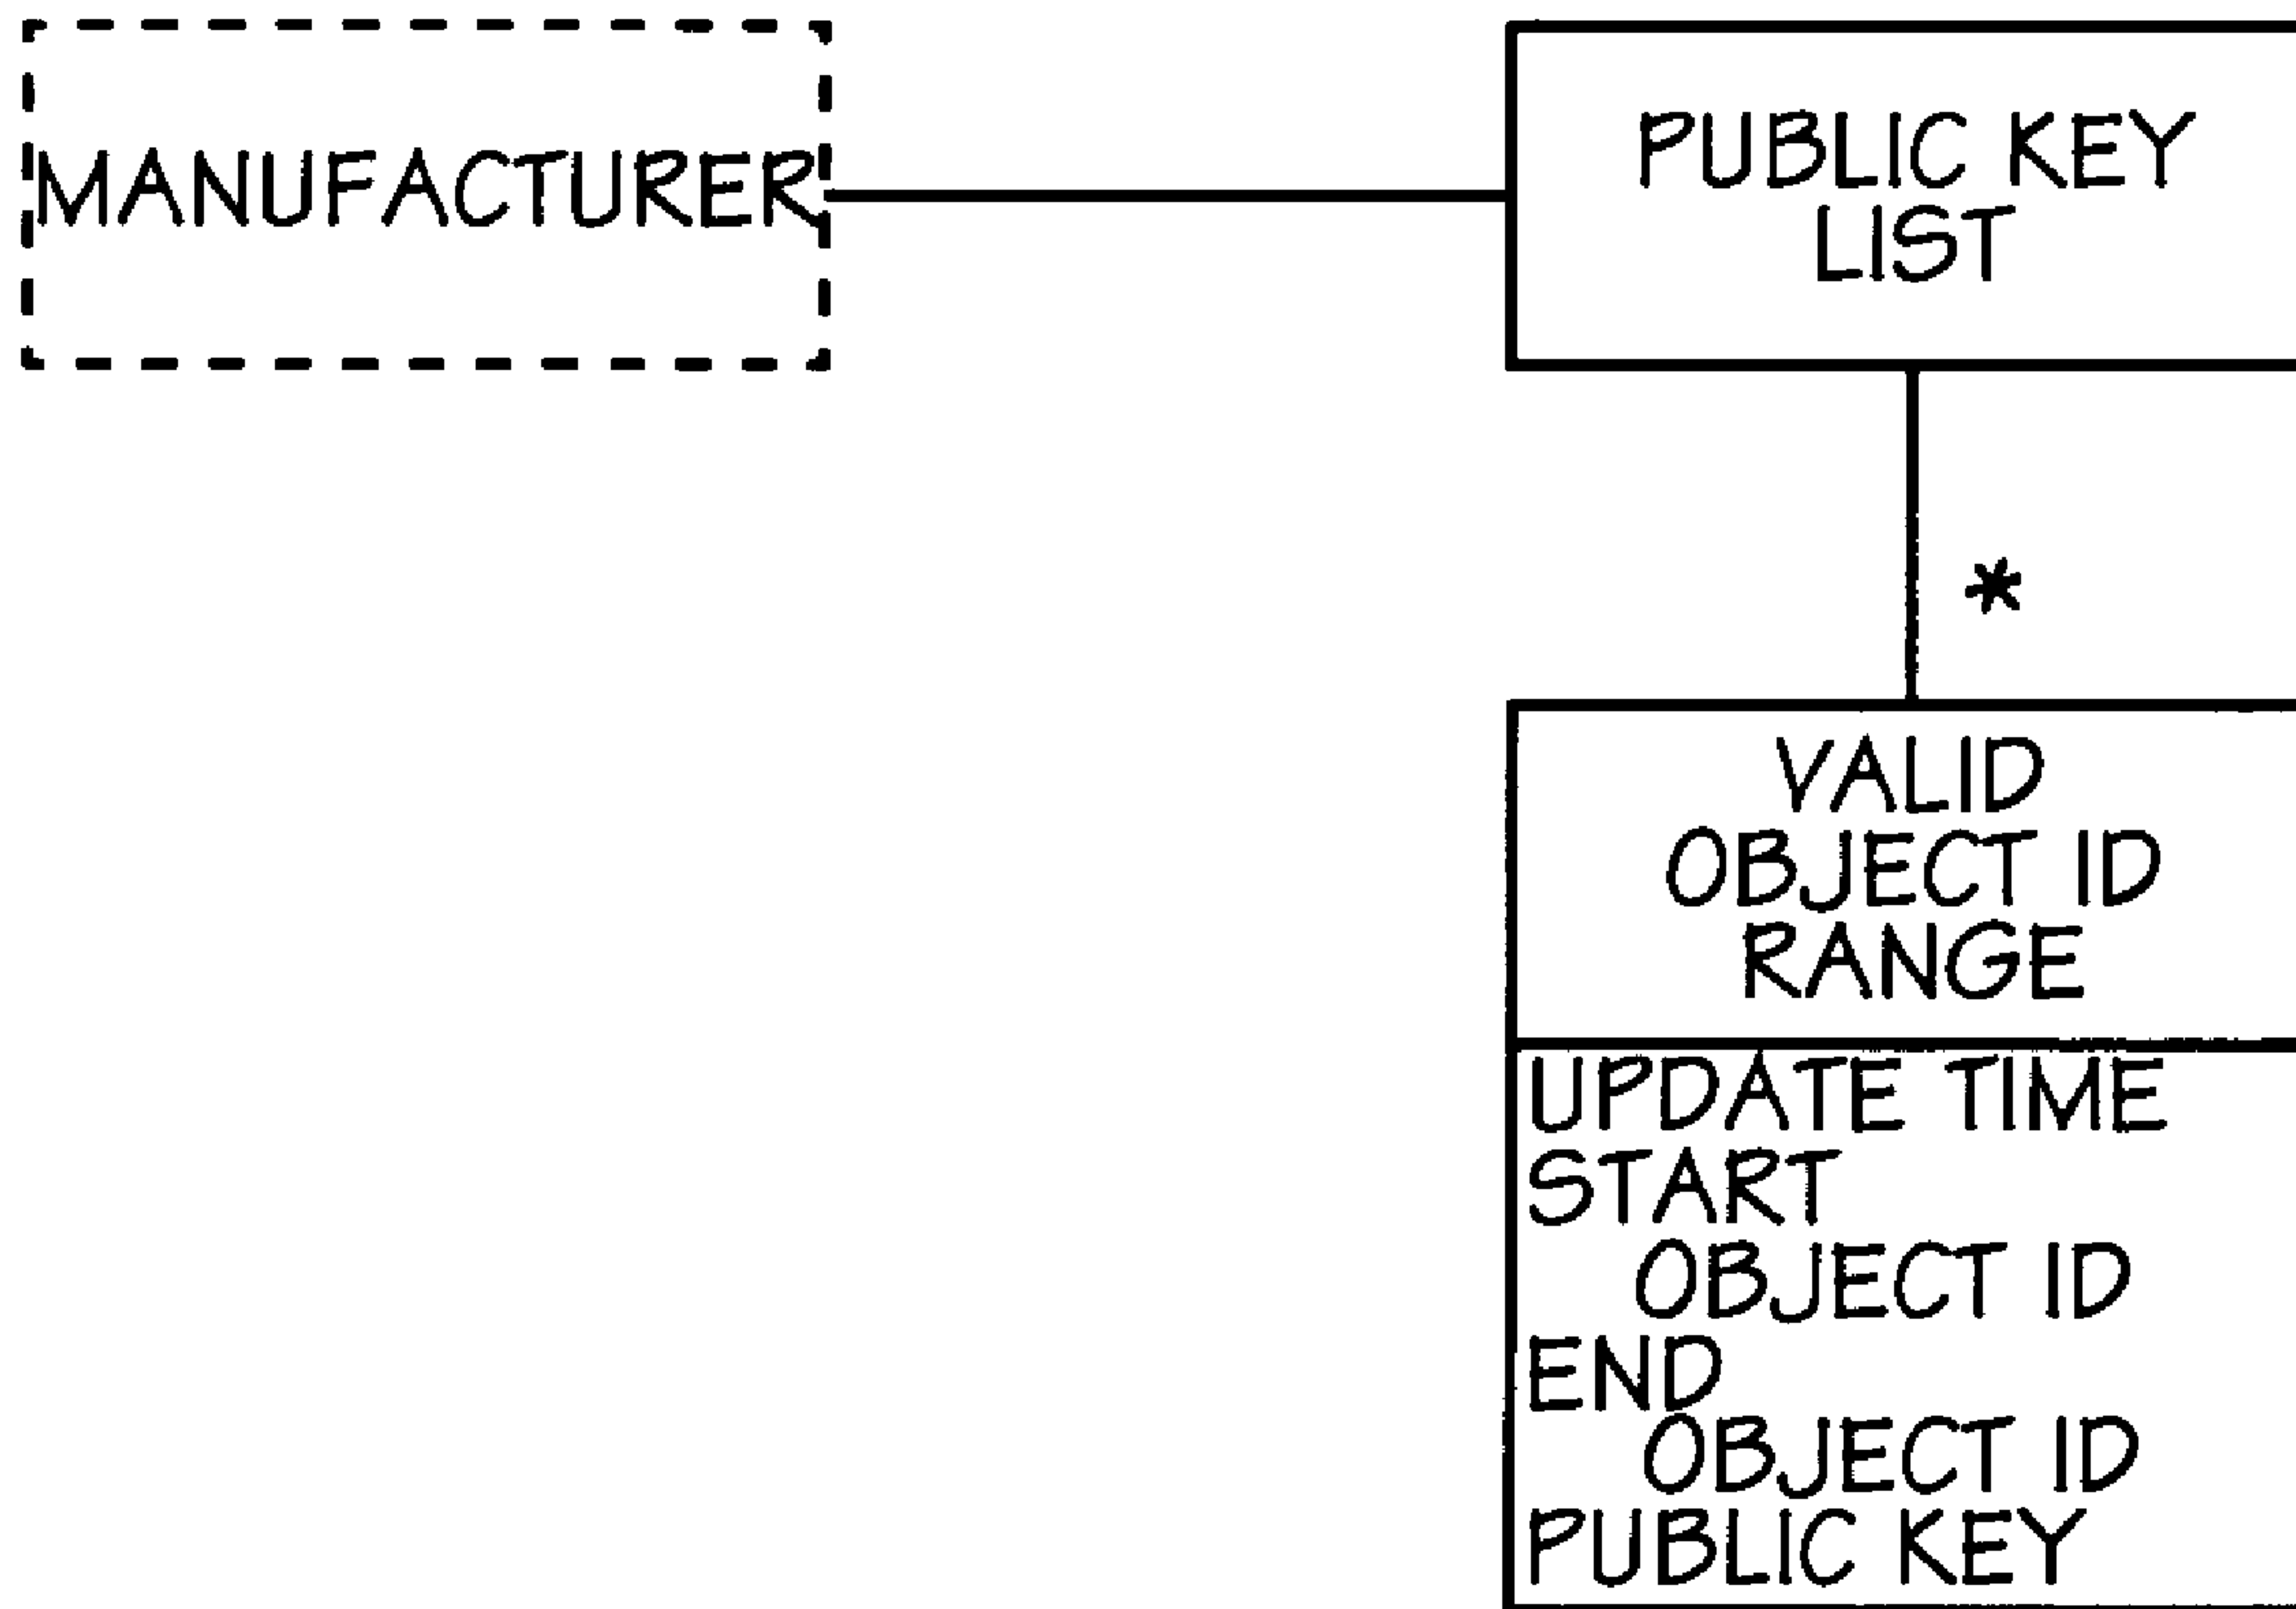 MANUFACTURER
PUBLIC KEY
LIST
*
VALID
OBJECT ID
RANGE
UPDATE TIME
START
OBJECT ID
END
OBJECT ID
PUBLIC KEY